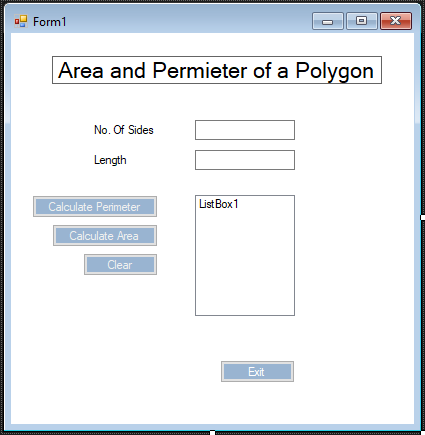 Form1
Area and Permieter of a Polygon
No. Of Sides
Length
Calculate Perimeter
ListBox1
Calculate Area
Clear
Exit